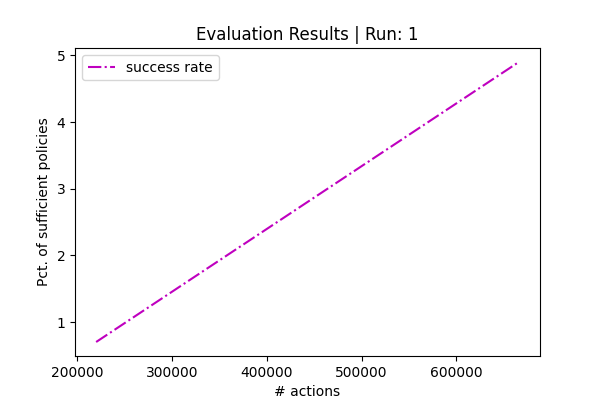 Evaluation Results | Run: 1
success rate
Pct. of sufficient policies
5
4
3
2
1
200000 300000 400000 500000 600000
# actions